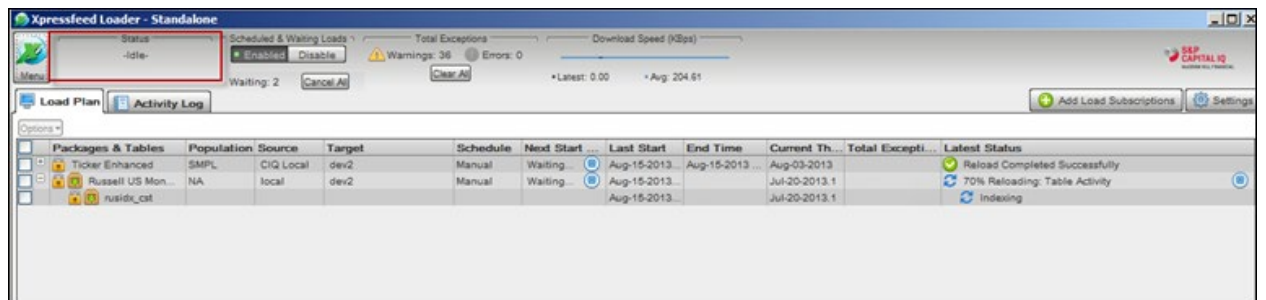 Xpressfeed Loader - Standalone
Status
-Idle-
Scheduled & Waiting Loads
Enabled Disable
Waiting: 2 Cancel All
Total Exceptions
Warnings: 36 Errors: 0
Clear All
Download Speed (KBps)
Latest: 0.00 Avg: 204.61
S&P
CAPITAL IQ
McGRAW HILL FINANCIAL
Menu
Load Plan Activity Log
Add Load Subscriptions Settings
Options
Packages & Tables Population Source Target Schedule Next Start ... Last Start End Time Current Th... Total Excepti... Latest Status
Ticker Enhanced SMPL CIQ Local dev2 Manual Waiting... Aug-15-2013... Aug-15-2013... Aug-03-2013 Reload Completed Successfully
Russell US Mon... NA local dev2 Manual Waiting... Aug-15-2013... Jul-20-2013.1 70% Reloading: Table Activity
rusidx_cst Aug-15-2013... Jul-20-2013.1 Indexing